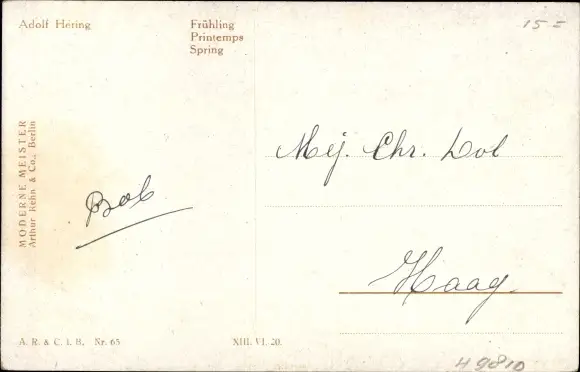 Adolf Hering
Frühling
Printemps
Spring
15=
MODERNE MEISTER
Arthur Rehn & Co., Berlin
Bob
Mej. Chr. Dol
Haag.
A. R. & C. i. B. Nr. 65
XIII. VI. 20.
H 9810